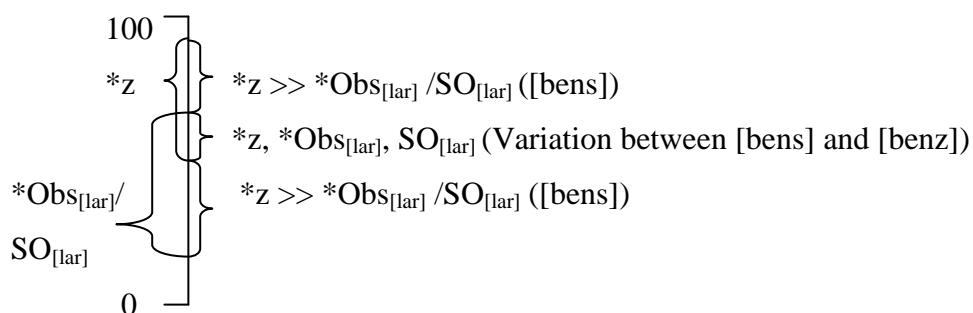 100
*z *z >> *Obs[lar] /SO[lar] ([bens])
*z, *Obs[lar], SO[lar] (Variation between [bens] and [benz])
*Obs[lar]/ *z >> *Obs[lar] /SO[lar] ([bens])
SO[lar]
0